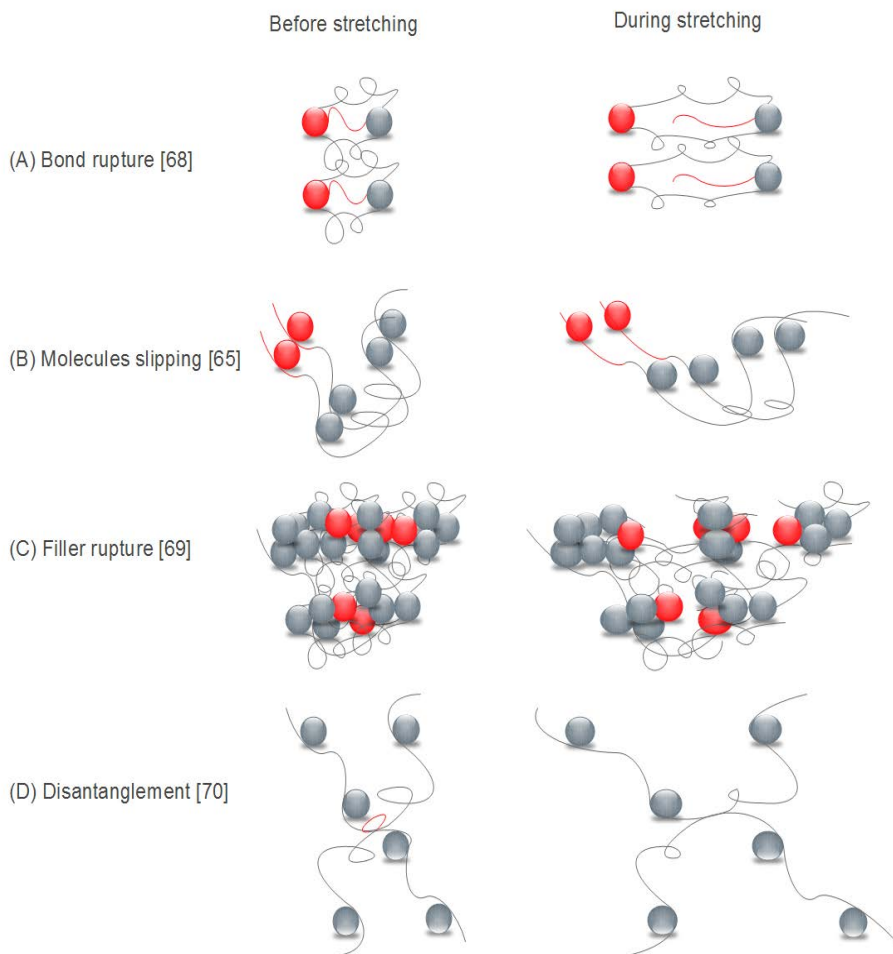 Before stretching
During stretching
(A) Bond rupture [68]
(B) Molecules slipping [65]
(C) Filler rupture [69]
(D) Disantanglement [70]